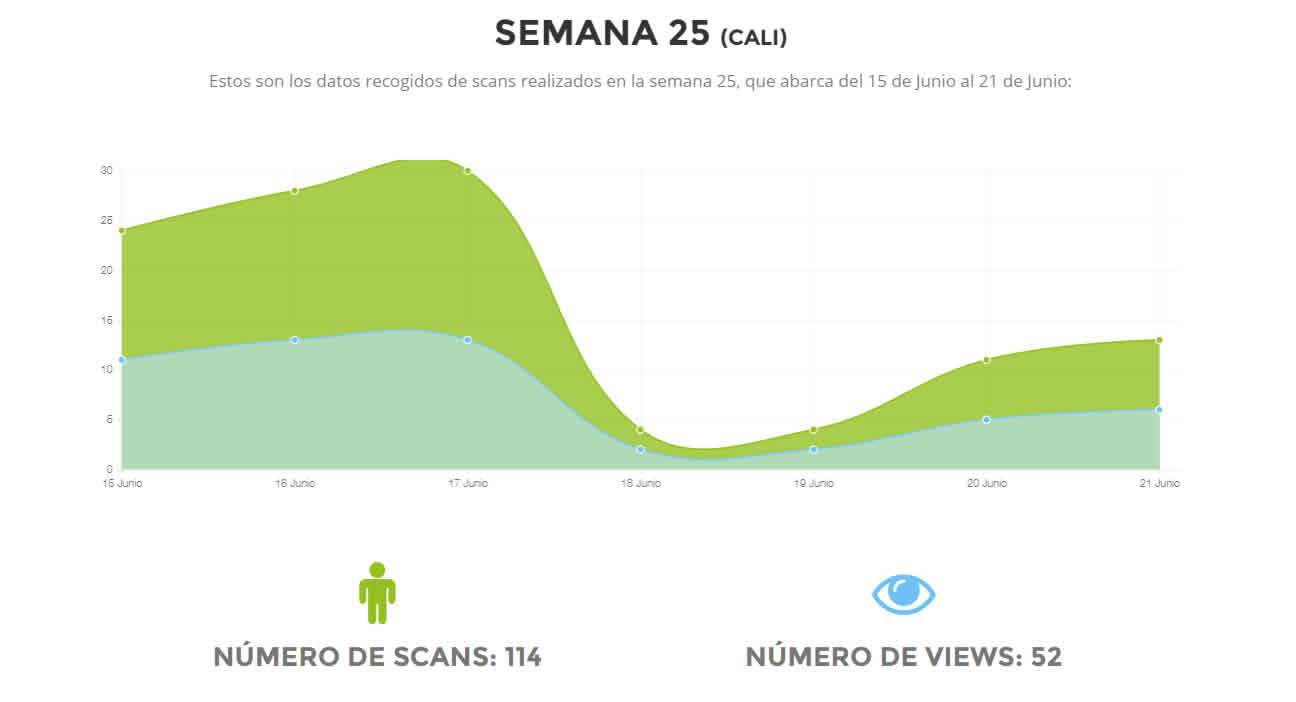 SEMANA 25 (CALI)
Estos son los datos recogidos de scans realizados en la semana 25, que abarca del 15 de Junio al 21 de Junio:
30
25
20
15
10
5
0
15 Junio 16 Junio 17 Junio 18 Junio 19 Junio 20 Junio 21 Junio
NÚMERO DE SCANS: 114 NÚMERO DE VIEWS: 52